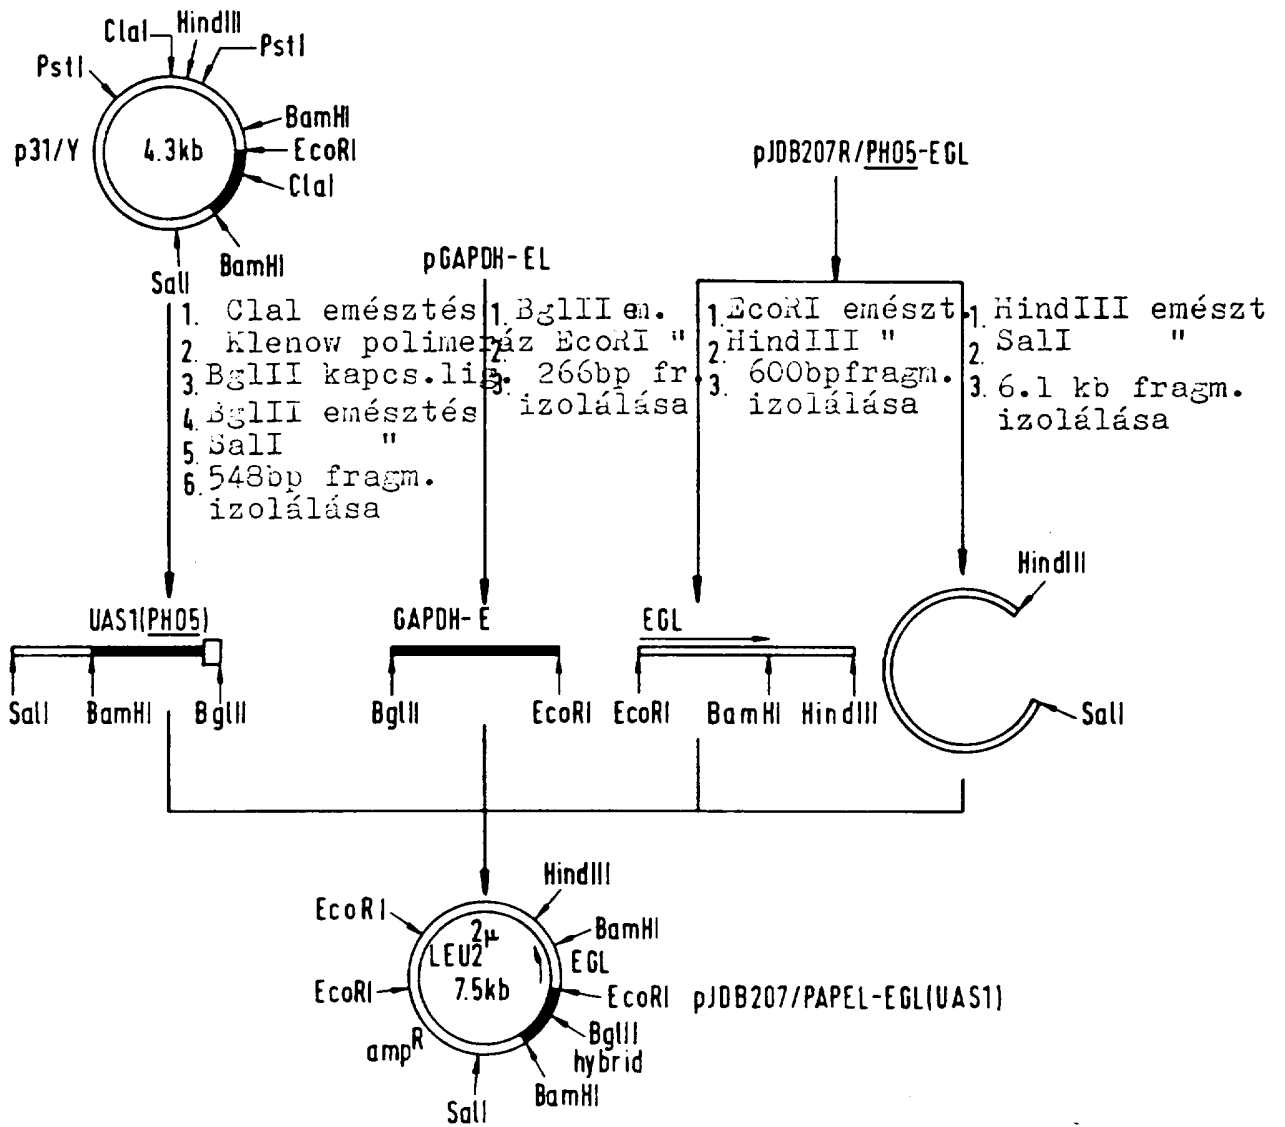 ClaI
HindIII
PstI
PstI
BamHI
p31/Y
4.3kb
EcoRI
ClaI
BamHI
SalI
pJDB207R/PHO5-EGL
pGAPDH-EL
1. ClaI emésztés
2. Klenow polimeráz
3. BglII kapcs.lig.
4. BglII emésztés
5. SalI "
6. 548bp fragm.
izolálása
1. BglII em.
2. EcoRI "
3. 266bp fr.
izolálása
1. EcoRI emészt.
2. HindIII "
3. 600bpfragm.
izolálása
1. HindIII emészt
2. SalI "
3. 6.1 kb fragm.
izolálása
UAS1(PHO5)
SalI
BamHI
BglII
GAPDH-E
BglII
EcoRI
EGL
EcoRI
BamHI
HindIII
HindIII
SalI
HindIII
EcoRI
BamHI
2µ
LEU2
EGL
7.5kb
EcoRI
EcoRI
pJDB207/PAPEL-EGL(UAS1)
BglII
hybrid
ampR
BamHI
SalI